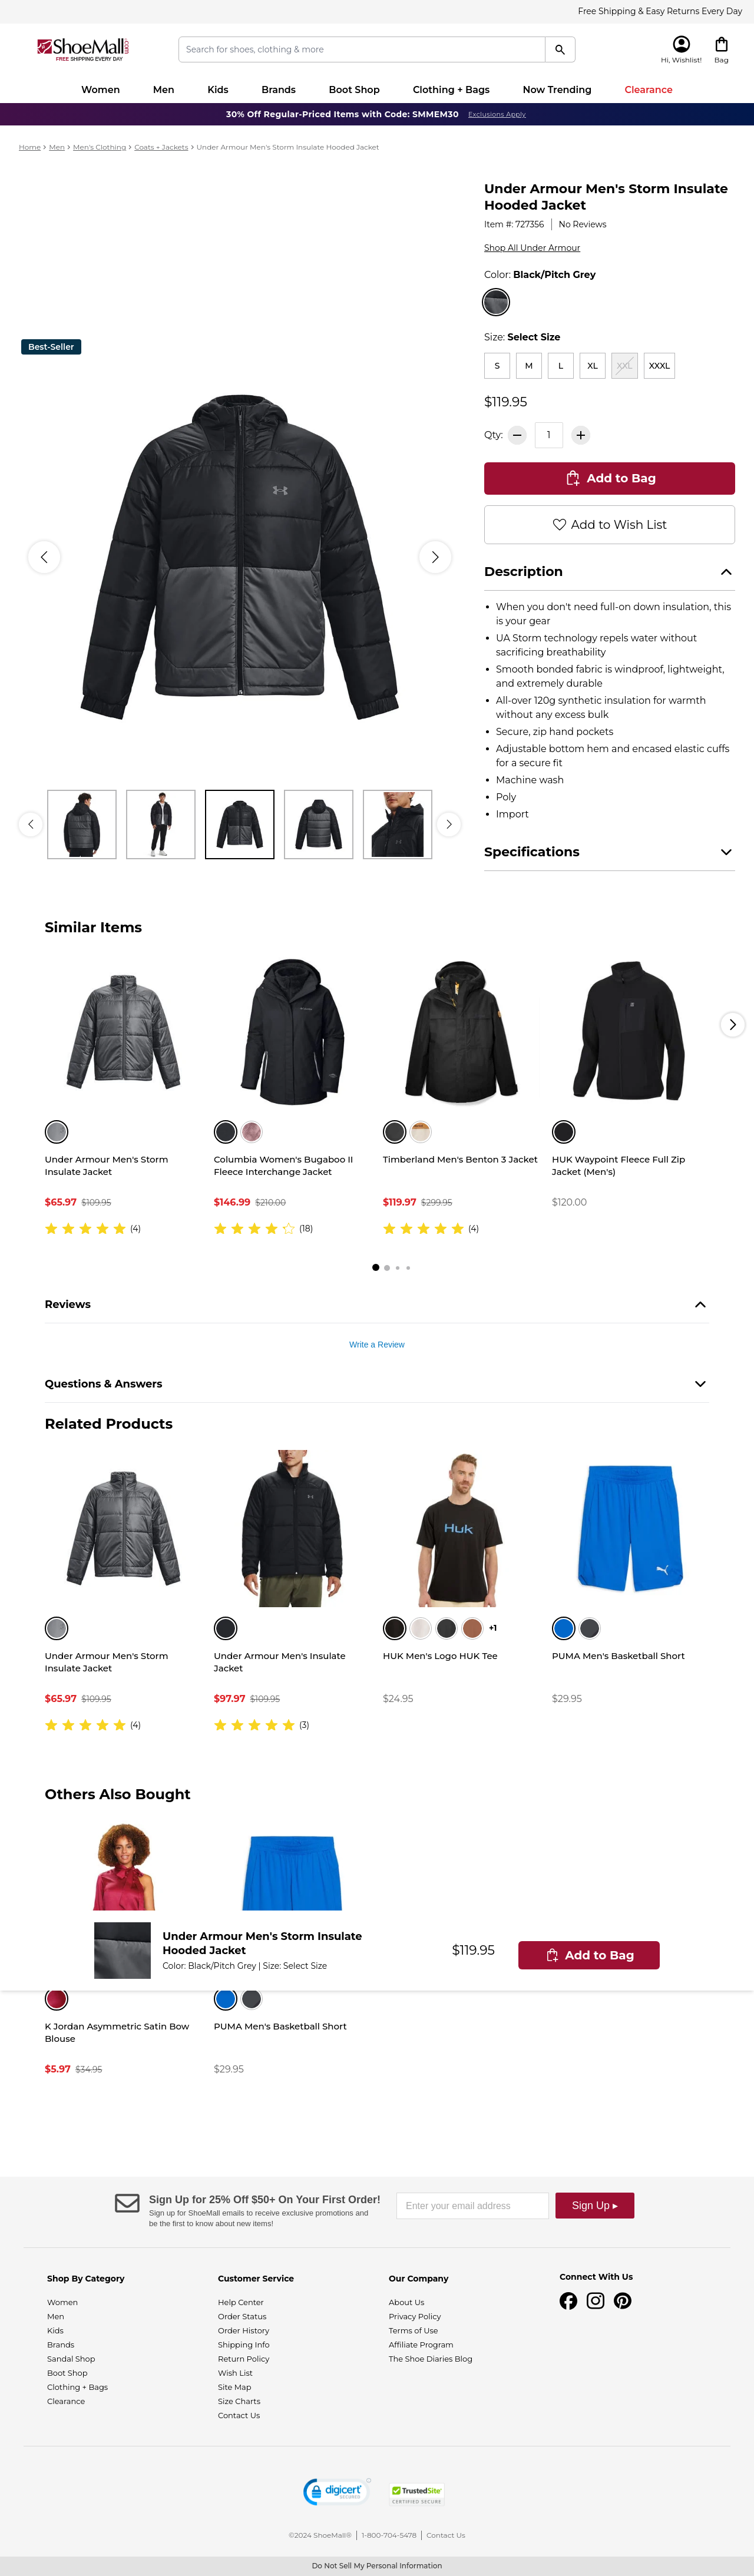 Free Shipping & Easy Returns Every Day
ShoeMall.com
FREE SHIPPING EVERY DAY
Search for shoes, clothing & more
Hi, Wishlist!
Bag
Women
Men
Kids
Brands
Boot Shop
Clothing + Bags
Now Trending
Clearance
30% Off Regular-Priced Items with Code: SMMEM30 Exclusions Apply
Home > Men > Men's Clothing > Coats + Jackets > Under Armour Men's Storm Insulate Hooded Jacket
Best-Seller
Under Armour Men's Storm Insulate
Hooded Jacket
Item #: 727356 | No Reviews
Shop All Under Armour
Color: Black/Pitch Grey
Size: Select Size
S
M
L
XL
XXL
XXXL
$119.95
Qty: 1
Add to Bag
Add to Wish List
Description
• When you don't need full-on down insulation, this
is your gear
• UA Storm technology repels water without
sacrificing breathability
• Smooth bonded fabric is windproof, lightweight,
and extremely durable
• All-over 120g synthetic insulation for warmth
without any excess bulk
• Secure, zip hand pockets
• Adjustable bottom hem and encased elastic cuffs
for a secure fit
• Machine wash
• Poly
• Import
Specifications
Similar Items
Under Armour Men's Storm
Insulate Jacket
$65.97 $109.95
(4)
Columbia Women's Bugaboo II
Fleece Interchange Jacket
$146.99 $210.00
(18)
Timberland Men's Benton 3 Jacket
$119.97 $299.95
(4)
HUK Waypoint Fleece Full Zip
Jacket (Men's)
$120.00
Reviews
Write a Review
Questions & Answers
Related Products
Huk
Under Armour Men's Storm
Insulate Jacket
$65.97 $109.95
(4)
Under Armour Men's Insulate
Jacket
$97.97 $109.95
(3)
+1
HUK Men's Logo HUK Tee
$24.95
PUMA Men's Basketball Short
$29.95
Others Also Bought
Under Armour Men's Storm Insulate
Hooded Jacket
Color: Black/Pitch Grey | Size: Select Size
$119.95
Add to Bag
K Jordan Asymmetric Satin Bow
Blouse
$5.97 $34.95
PUMA Men's Basketball Short
$29.95
Sign Up for 25% Off $50+ On Your First Order!
Sign up for ShoeMall emails to receive exclusive promotions and
be the first to know about new items!
Enter your email address
Sign Up ▸
Shop By Category
Women
Men
Kids
Brands
Sandal Shop
Boot Shop
Clothing + Bags
Clearance
Customer Service
Help Center
Order Status
Order History
Shipping Info
Return Policy
Wish List
Site Map
Size Charts
Contact Us
Our Company
About Us
Privacy Policy
Terms of Use
Affiliate Program
The Shoe Diaries Blog
Connect With Us
digicert
SECURED
TrustedSite
CERTIFIED SECURE
©2024 ShoeMall® | 1-800-704-5478 | Contact Us
Do Not Sell My Personal Information